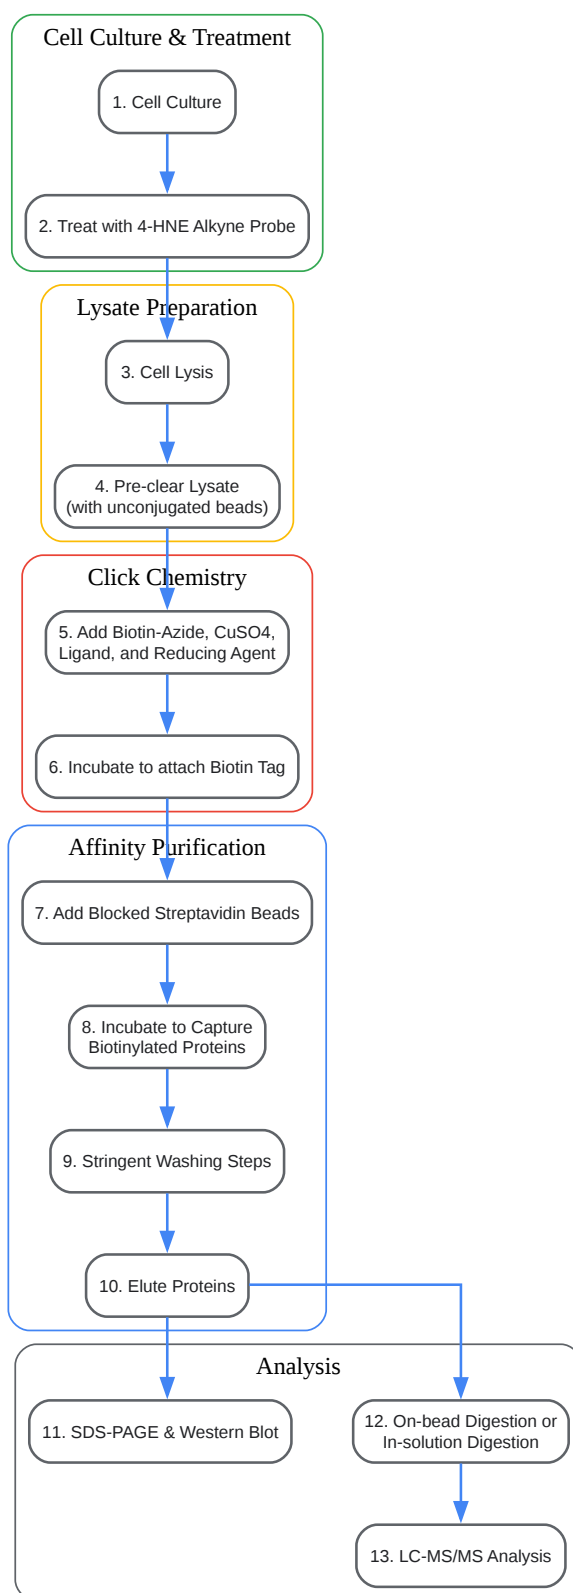 Cell Culture & Treatment
1. Cell Culture
2. Treat with 4-HNE Alkyne Probe
Lysate Preparation
3. Cell Lysis
4. Pre-clear Lysate
(with unconjugated beads)
Click Chemistry
5. Add Biotin-Azide, CuSO4,
Ligand, and Reducing Agent
6. Incubate to attach Biotin Tag
Affinity Purification
7. Add Blocked Streptavidin Beads
8. Incubate to Capture
Biotinylated Proteins
9. Stringent Washing Steps
10. Elute Proteins
Analysis
11. SDS-PAGE & Western Blot
12. On-bead Digestion or
In-solution Digestion
13. LC-MS/MS Analysis